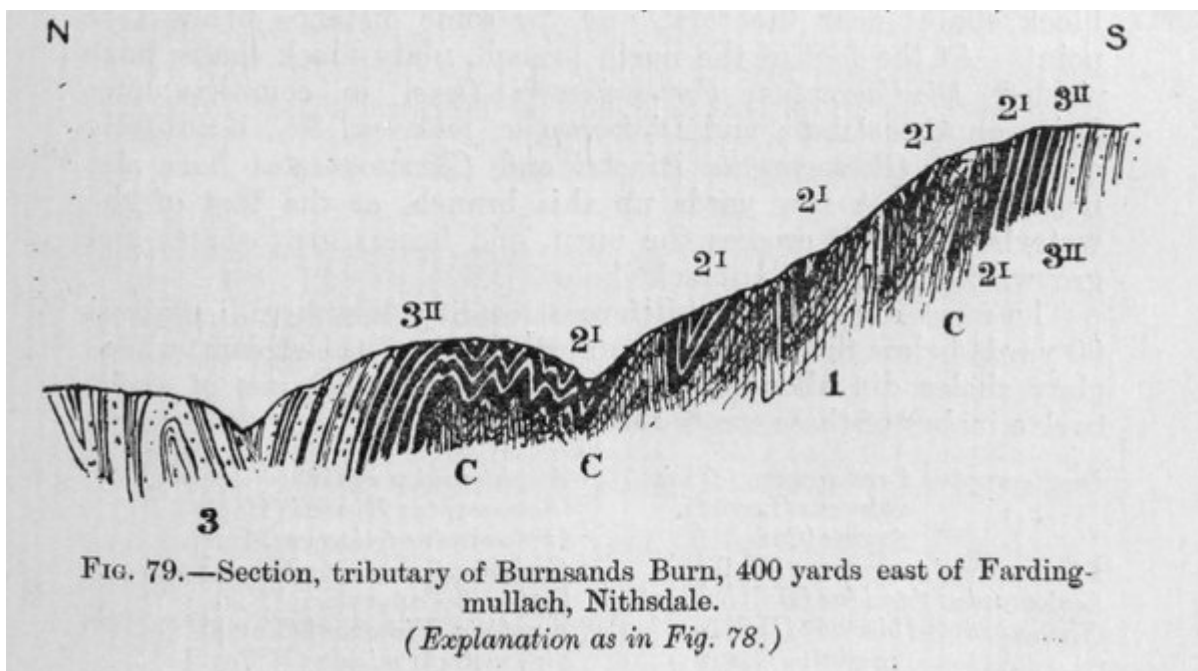 N
S
3II
2I
2I
2I
2I
3II
2I
2I
3II
C
1
C
C
3
FIG. 79.—Section, tributary of Burnsands Burn, 400 yards east of Farding-
mullach, Nithsdale.
(Explanation as in Fig. 78.)